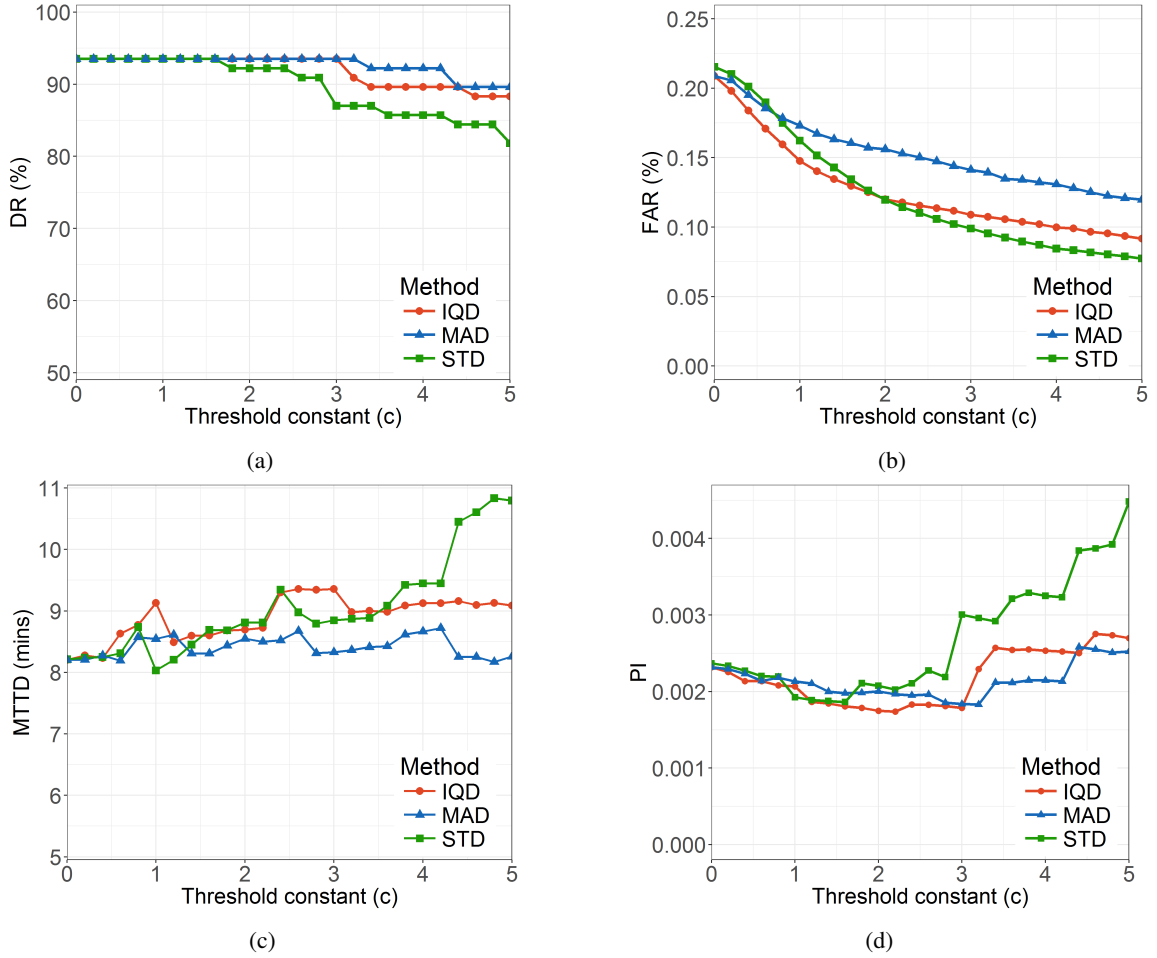 100
90
80
70
60
50
DR (%)
0 1 2 3 4 5
Threshold constant (c)
Method
IQD
MAD
STD
(a)
0.25
0.20
0.15
0.10
0.05
0.00
FAR (%)
0 1 2 3 4 5
Threshold constant (c)
Method
IQD
MAD
STD
(b)
11
10
9
8
7
6
5
MTTD (mins)
0 1 2 3 4 5
Threshold constant (c)
Method
IQD
MAD
STD
(c)
0.004
0.003
0.002
0.001
0.000
PI
0 1 2 3 4 5
Threshold constant (c)
Method
IQD
MAD
STD
(d)